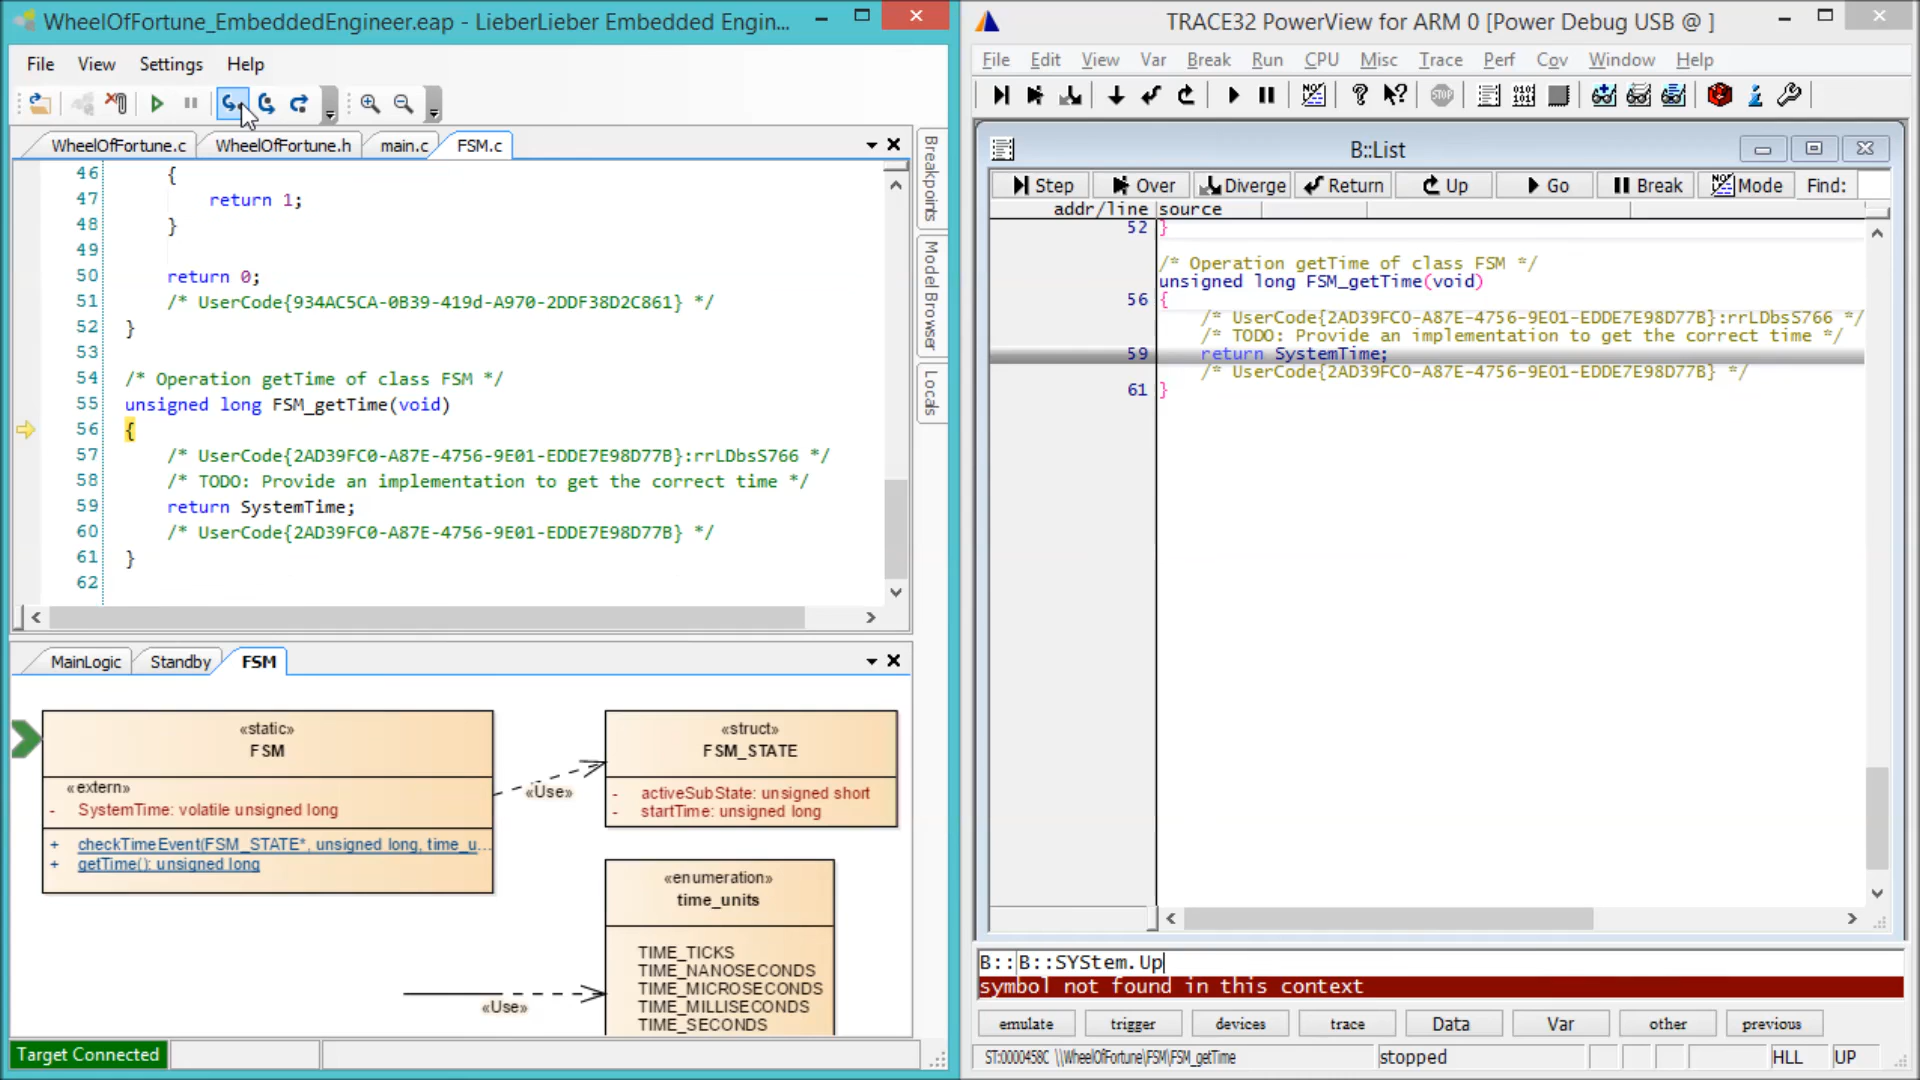 WheelOfFortune_EmbeddedEngineer.eap - LieberLieber Embedded Engin...
File View Settings Help
WheelOfFortune.c WheelOfFortune.h main.c FSM.c
46 {
47 return 1;
48 }
49
50 return 0;
51 /* UserCode{934AC5CA-0B39-419d-A970-2DDF38D2C861} */
52 }
53
54 /* Operation getTime of class FSM */
55 unsigned long FSM_getTime(void)
56 {
57 /* UserCode{2AD39FC0-A87E-4756-9E01-EDDE7E98D77B}:rrLDbsS766 */
58 /* TODO: Provide an implementation to get the correct time */
59 return SystemTime;
60 /* UserCode{2AD39FC0-A87E-4756-9E01-EDDE7E98D77B} */
61 }
62
Breakpoints
Model Browser
Locals
MainLogic Standby FSM
«static»
FSM
«extern»
- SystemTime: volatile unsigned long
+ checkTimeEvent(FSM_STATE*, unsigned long, time_u...
+ getTime(): unsigned long
«Use»
«struct»
FSM_STATE
- activeSubState: unsigned short
- startTime: unsigned long
«Use»
«enumeration»
time_units
TIME_TICKS
TIME_NANOSECONDS
TIME_MICROSECONDS
TIME_MILLISECONDS
TIME_SECONDS
Target Connected
TRACE32 PowerView for ARM 0 [Power Debug USB @ ]
File Edit View Var Break Run CPU Misc Trace Perf Cov Window Help
STOP
B::List
Step Over Diverge Return Up Go Break Mode Find:
addr/line source
52 }
/* Operation getTime of class FSM */
unsigned long FSM_getTime(void)
56 {
/* UserCode{2AD39FC0-A87E-4756-9E01-EDDE7E98D77B}:rrLDbsS766 */
/* TODO: Provide an implementation to get the correct time */
59 return SystemTime;
/* UserCode{2AD39FC0-A87E-4756-9E01-EDDE7E98D77B} */
61 }
B::B::SYStem.Up
symbol not found in this context
emulate trigger devices trace Data Var other previous
ST:0000458C \\WheelOfFortune\FSM\FSM_getTime stopped HLL UP